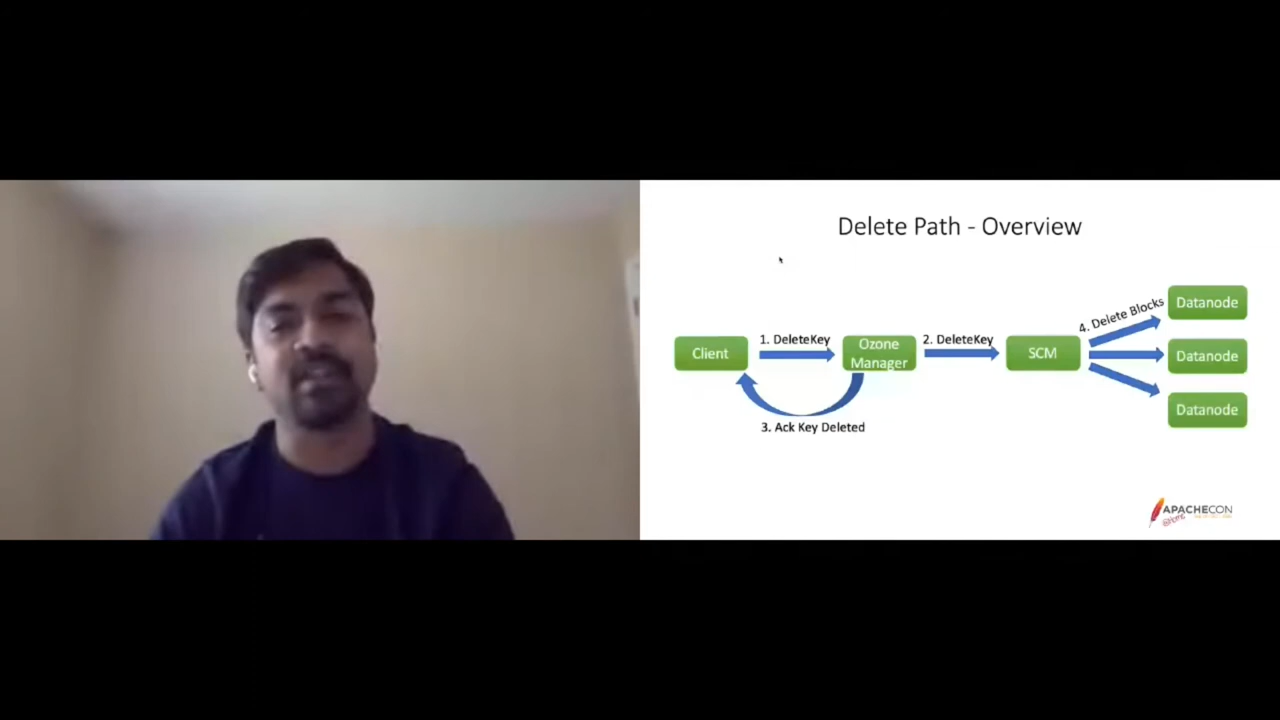 Delete Path - Overview
4. Delete Blocks
Datanode
1. DeleteKey
2. DeleteKey
Client
Ozone
Manager
SCM
Datanode
3. Ack Key Deleted
Datanode
APACHECON
@Home